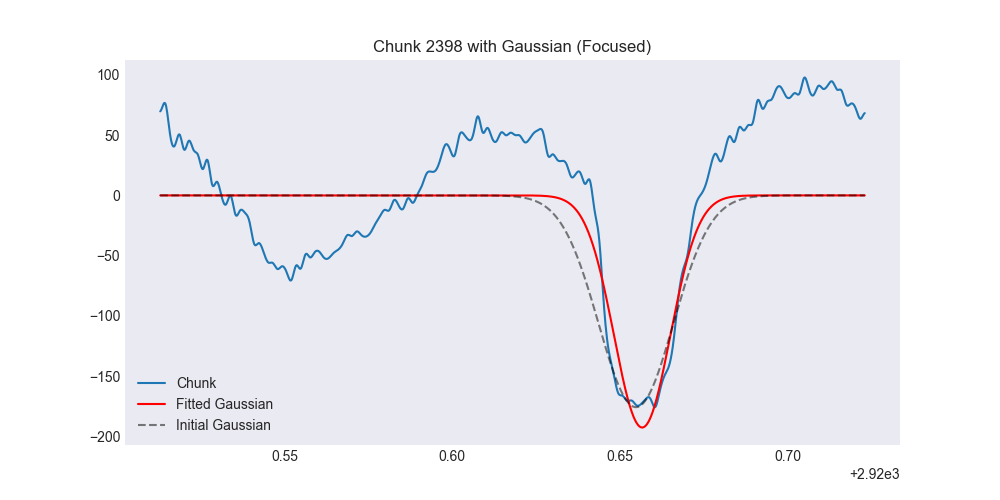 Chunk 2398 with Gaussian (Focused)
100
50
0
−50
−100
−150
−200
Chunk
Fitted Gaussian
Initial Gaussian
0.55 0.60 0.65 0.70
+2.92e3